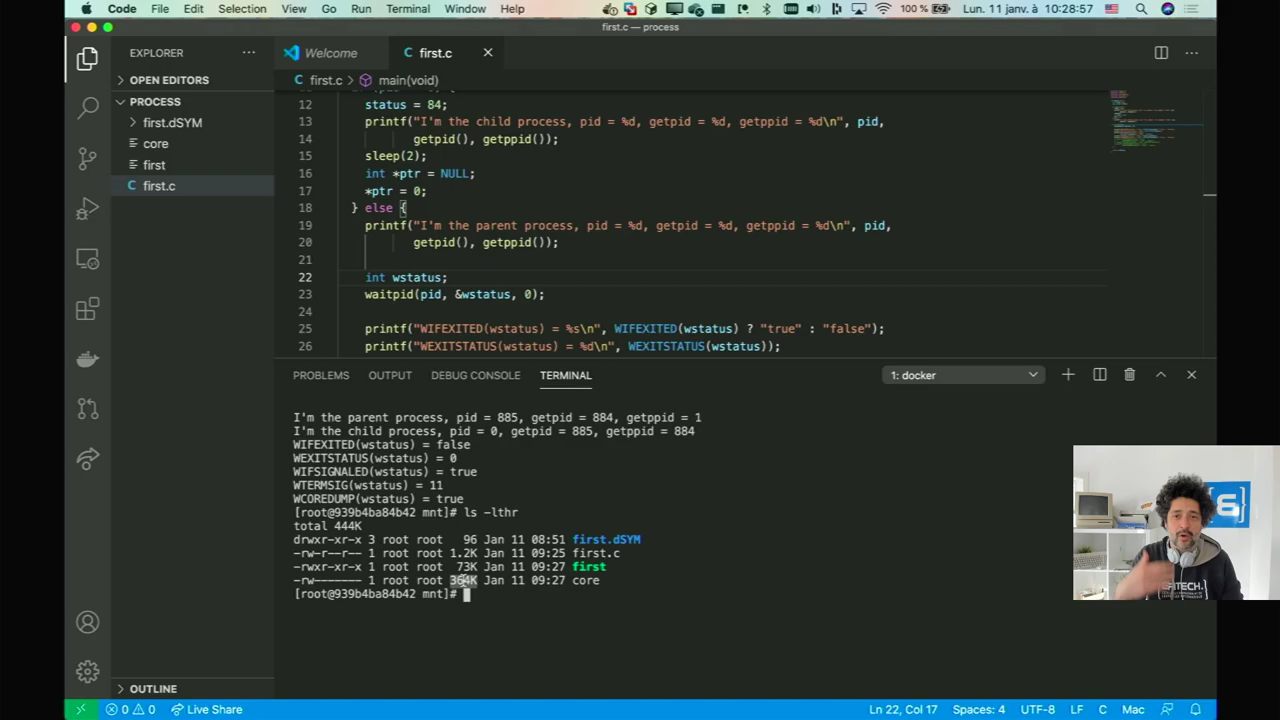 Code File Edit Selection View Go Run Terminal Window Help 100 % Lun. 11 janv. à 10:28:57
first.c — process
EXPLORER
Welcome
first.c
OPEN EDITORS
first.c > main(void)
PROCESS
first.dSYM
core
first
first.c
12 status = 84;
13 printf("I'm the child process, pid = %d, getpid = %d, getppid = %d\n", pid,
14 getpid(), getppid());
15 sleep(2);
16 int *ptr = NULL;
17 *ptr = 0;
18 } else {
19 printf("I'm the parent process, pid = %d, getpid = %d, getppid = %d\n", pid,
20 getpid(), getppid());
21
22 int wstatus;
23 waitpid(pid, &wstatus, 0);
24
25 printf("WIFEXITED(wstatus) = %s\n", WIFEXITED(wstatus) ? "true" : "false");
26 printf("WEXITSTATUS(wstatus) = %d\n", WEXITSTATUS(wstatus));
PROBLEMS OUTPUT DEBUG CONSOLE TERMINAL 1: docker
I'm the parent process, pid = 885, getpid = 884, getppid = 1
I'm the child process, pid = 0, getpid = 885, getppid = 884
WIFEXITED(wstatus) = false
WEXITSTATUS(wstatus) = 0
WIFSIGNALED(wstatus) = true
WTERMSIG(wstatus) = 11
WCOREDUMP(wstatus) = true
[root@939b4ba84b42 mnt]# ls -lthr
total 444K
drwxr-xr-x 3 root root 96 Jan 11 08:51 first.dSYM
-rw-r--r-- 1 root root 1.2K Jan 11 09:25 first.c
-rwxr-xr-x 1 root root 73K Jan 11 09:27 first
-rw------- 1 root root 364K Jan 11 09:27 core
[root@939b4ba84b42 mnt]#
OUTLINE
0 0 Live Share
Ln 22, Col 17 Spaces: 4 UTF-8 LF C Mac